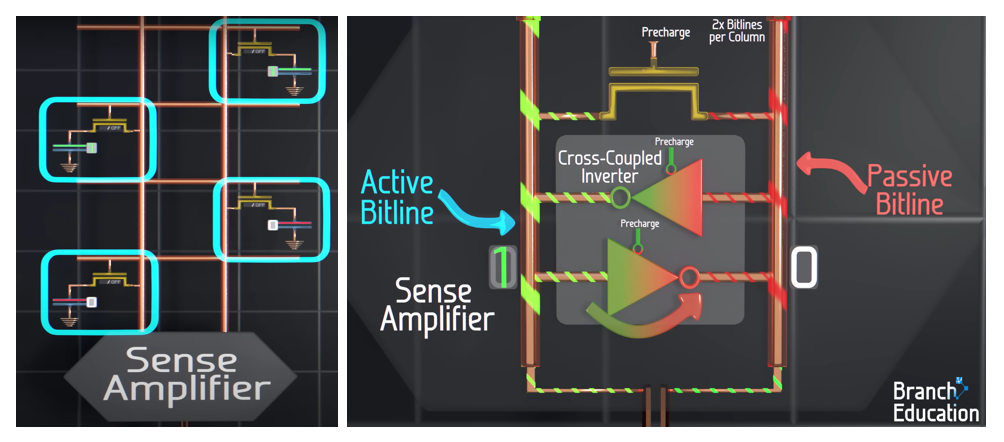 Sense
Amplifier
Precharge
2x Bitlines
per Column
Precharge
Cross-Coupled
Inverter
Active
Bitline
Passive
Bitline
Precharge
1
0
Sense
Amplifier
Branch
Education